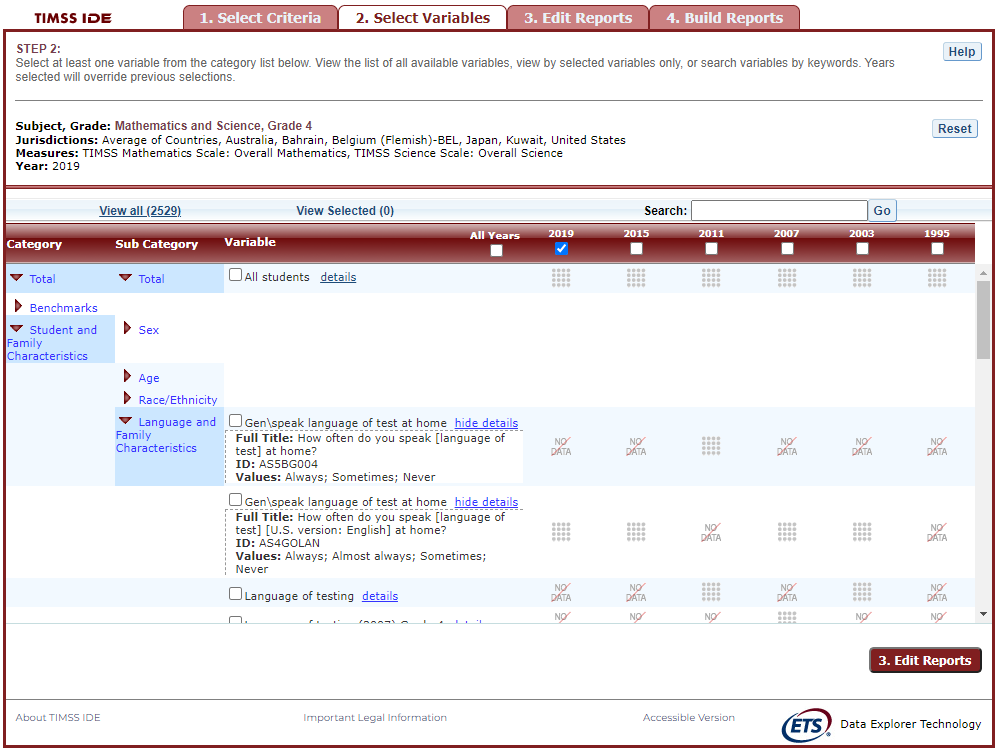 TIMSS IDE
1. Select Criteria
2. Select Variables
3. Edit Reports
4. Build Reports
STEP 2:
Help
Select at least one variable from the category list below. View the list of all available variables, view by selected variables only, or search variables by keywords. Years
selected will override previous selections.
Subject, Grade: Mathematics and Science, Grade 4
Reset
Jurisdictions: Average of Countries, Australia, Bahrain, Belgium (Flemish)-BEL, Japan, Kuwait, United States
Measures: TIMSS Mathematics Scale: Overall Mathematics, TIMSS Science Scale: Overall Science
Year: 2019
View all (2529)
View Selected (0)
Search:
Go
Category
Sub Category
Variable
All Years
2019
2015
2011
2007
2003
1995
Total
Total
All students details
Benchmarks
Student and
Family
Characteristics
Sex
Age
Race/Ethnicity
Language and
Family
Characteristics
Gen\speak language of test at home hide details
Full Title: How often do you speak [language of
test] at home?
ID: AS5BG004
Values: Always; Sometimes; Never
NO DATA
NO DATA
NO DATA
NO DATA
NO DATA
Gen\speak language of test at home hide details
Full Title: How often do you speak [language of
test] [U.S. version: English] at home?
ID: AS4GOLAN
Values: Always; Almost always; Sometimes;
Never
NO DATA
NO DATA
Language of testing details
NO DATA
NO DATA
NO DATA
NO DATA
NO
NO
NO
NO
NO
3. Edit Reports
About TIMSS IDE
Important Legal Information
Accessible Version
ETS
Data Explorer Technology